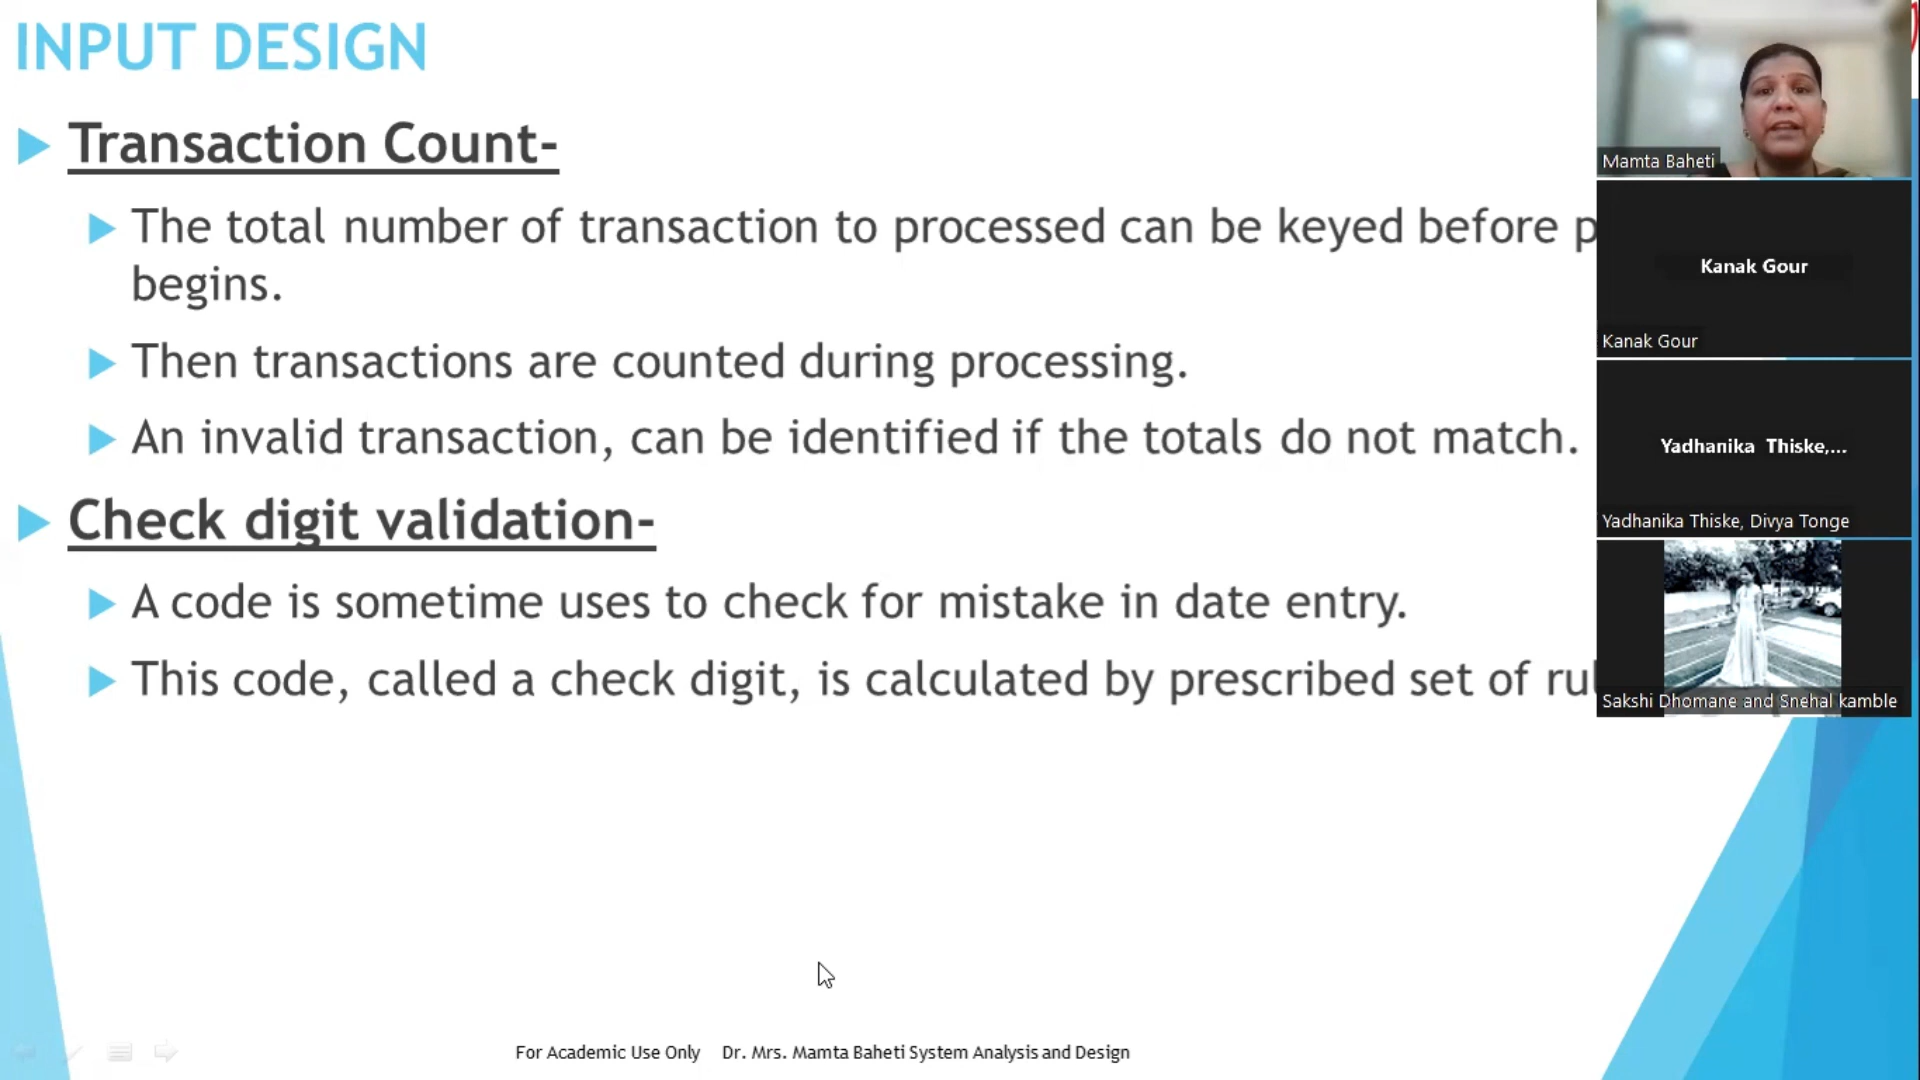 INPUT DESIGN
Transaction Count-
The total number of transaction to processed can be keyed before
begins.
Then transactions are counted during processing.
An invalid transaction, can be identified if the totals do not match.
Check digit validation-
A code is sometime uses to check for mistake in date entry.
This code, called a check digit, is calculated by prescribed set of
For Academic Use Only Dr. Mrs. Mamta Baheti System Analysis and Design
Mamta Baheti
Kanak Gour
Kanak Gour
Yadhanika Thiske,...
Yadhanika Thiske, Divya Tonge
Sakshi Dhomane and Snehal kamble